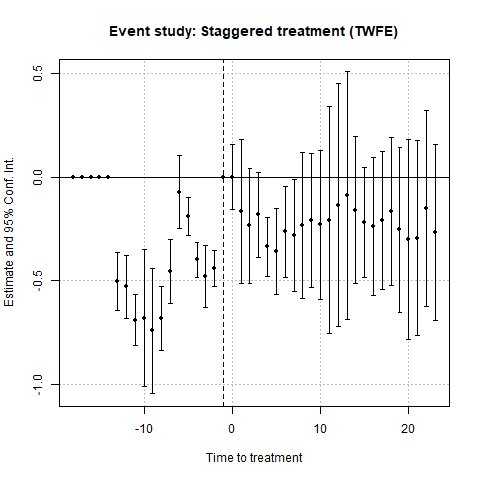 Event study: Staggered treatment (TWFE)
Estimate and 95% Conf. Int.
0.5
0.0
-0.5
-1.0
-10
0
10
20
Time to treatment